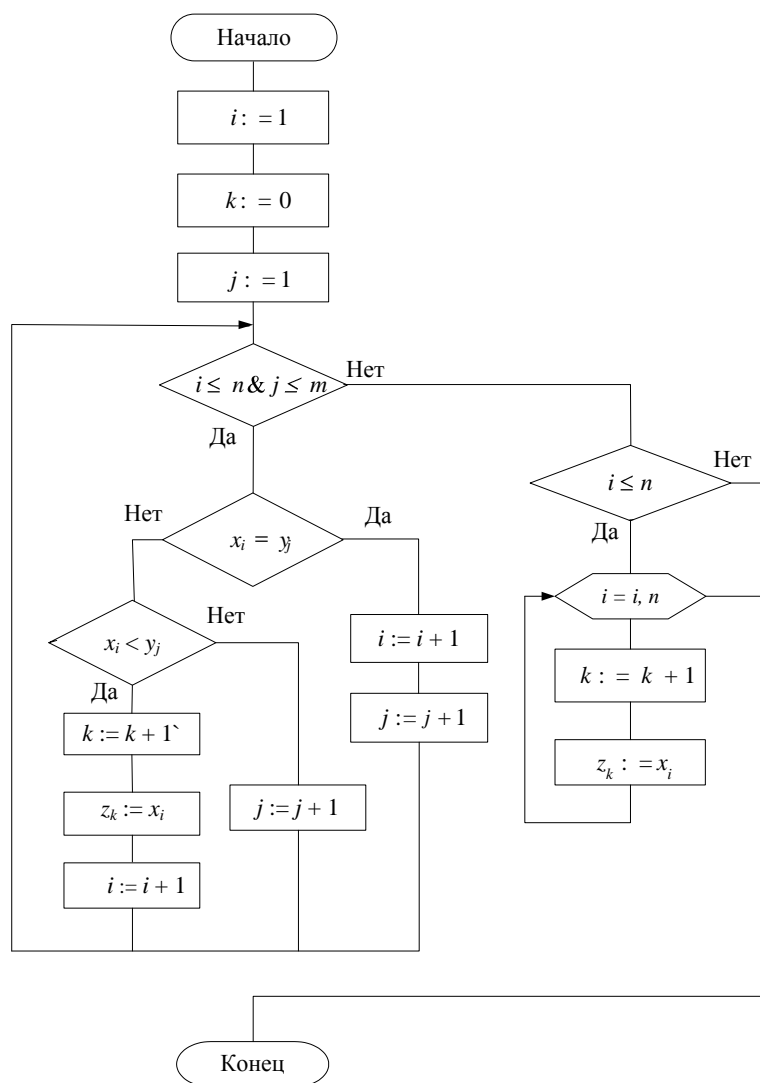 Начало
i : = 1
k : = 0
j : = 1
i ≤ n & j ≤ m
Нет
Да
i ≤ n
Нет
Да
Нет
x_i = y_j
Да
i = i, n
x_i < y_j
Нет
i := i + 1
k : = k + 1
Да
k := k + 1`
j := j + 1
z_k : = x_i
z_k := x_i
j := j + 1
i := i + 1
Конец